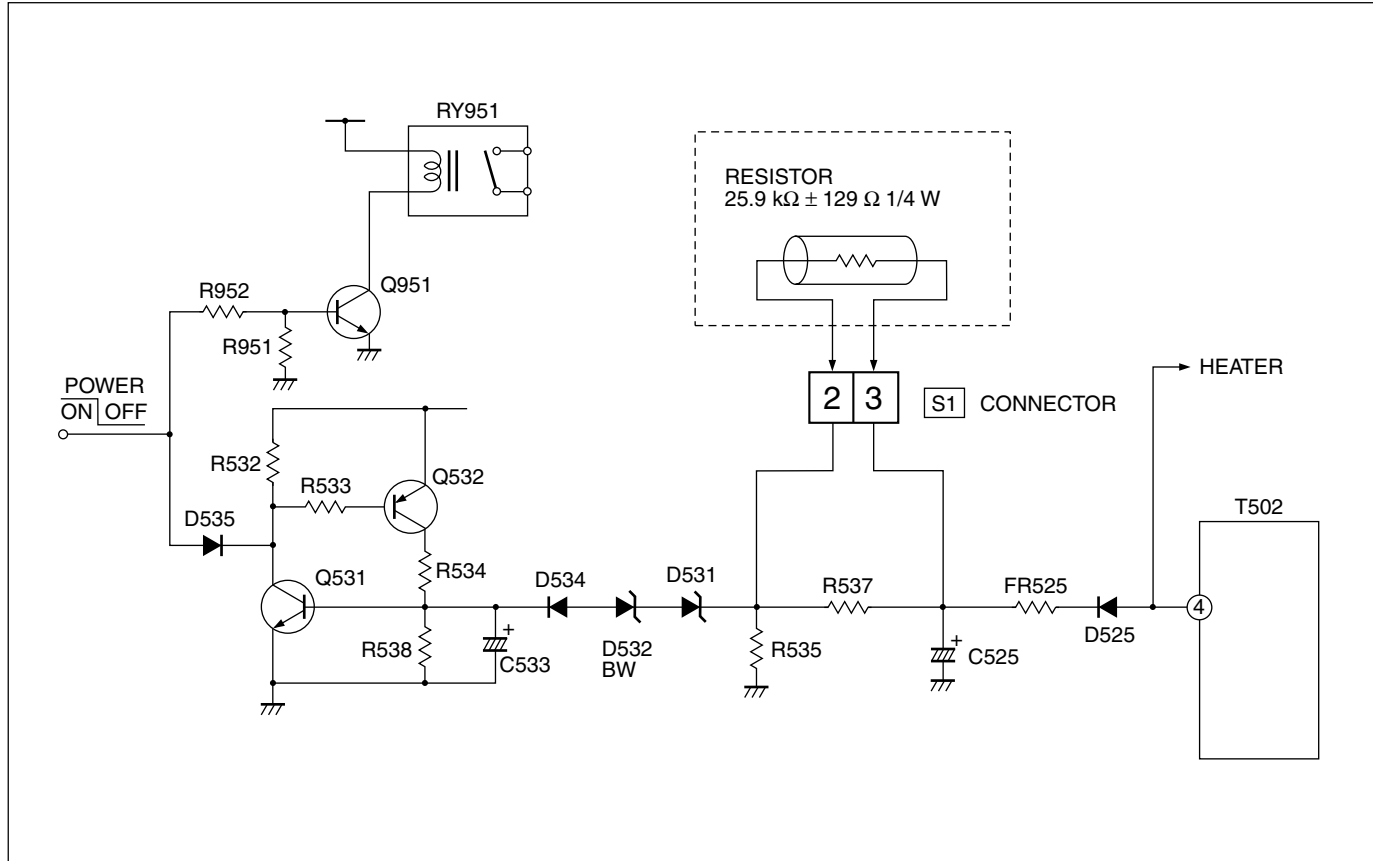 RY951
RESISTOR
25.9 kΩ ± 129 Ω 1/4 W
Q951
R952
R951
2 3
S1 CONNECTOR
HEATER
POWER
ON OFF
R532
R533
Q532
T502
D535
Q531
R534
D534
D531
R537
FR525
4
R538
C533
D532
BW
R535
C525
D525
+
+